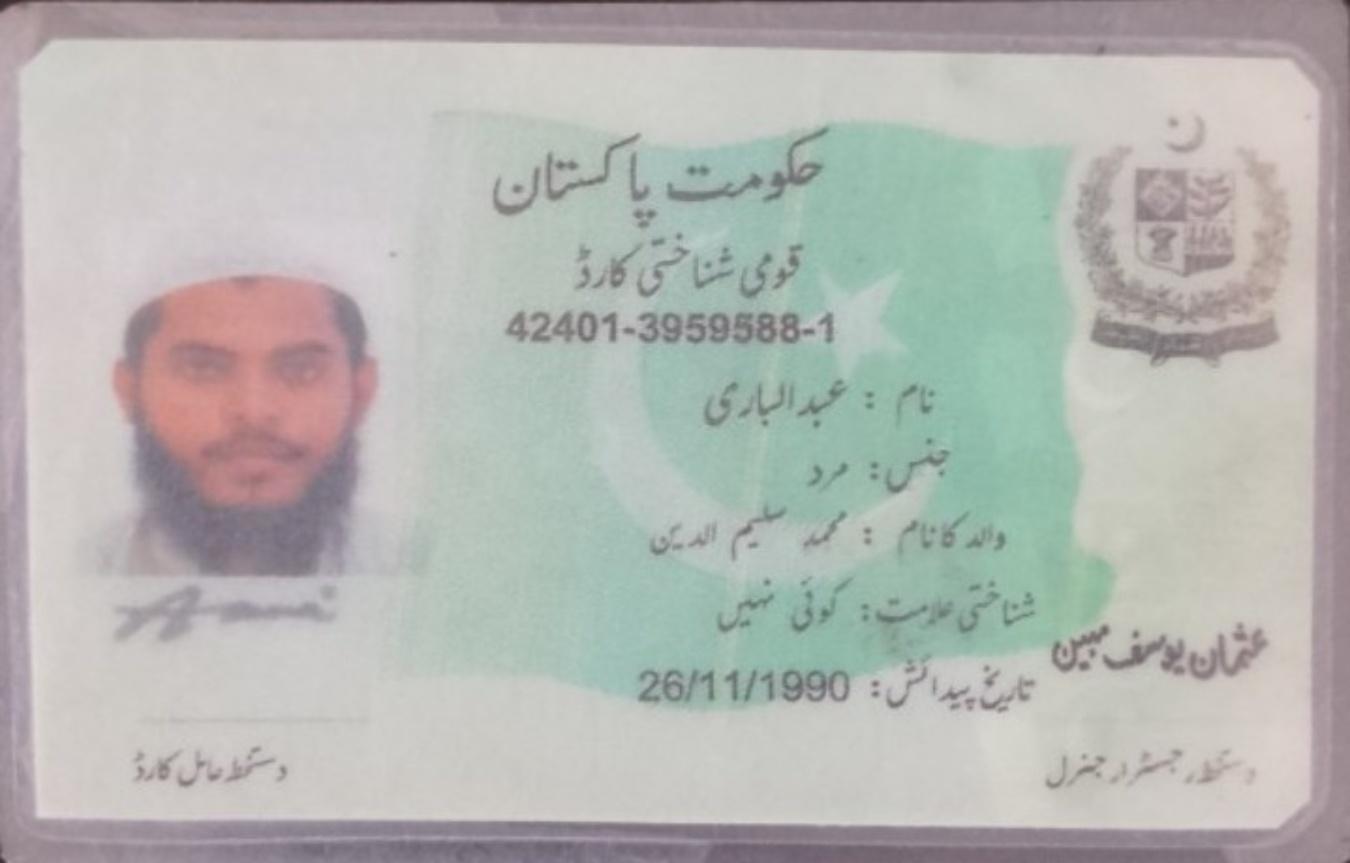 حکومت پاکستان
قومی شناختی کارڈ
42401-3959588-1
نام : عبدالباری
جنس: مرد
والد کا نام : محمد سلیم الدین
شناختی علامت: کوئی نہیں
تاریخ پیدائش: 26/11/1990
عثمان یوسف مبین
دستخط رجسٹرار جنرل
دستخط حامل کارڈ